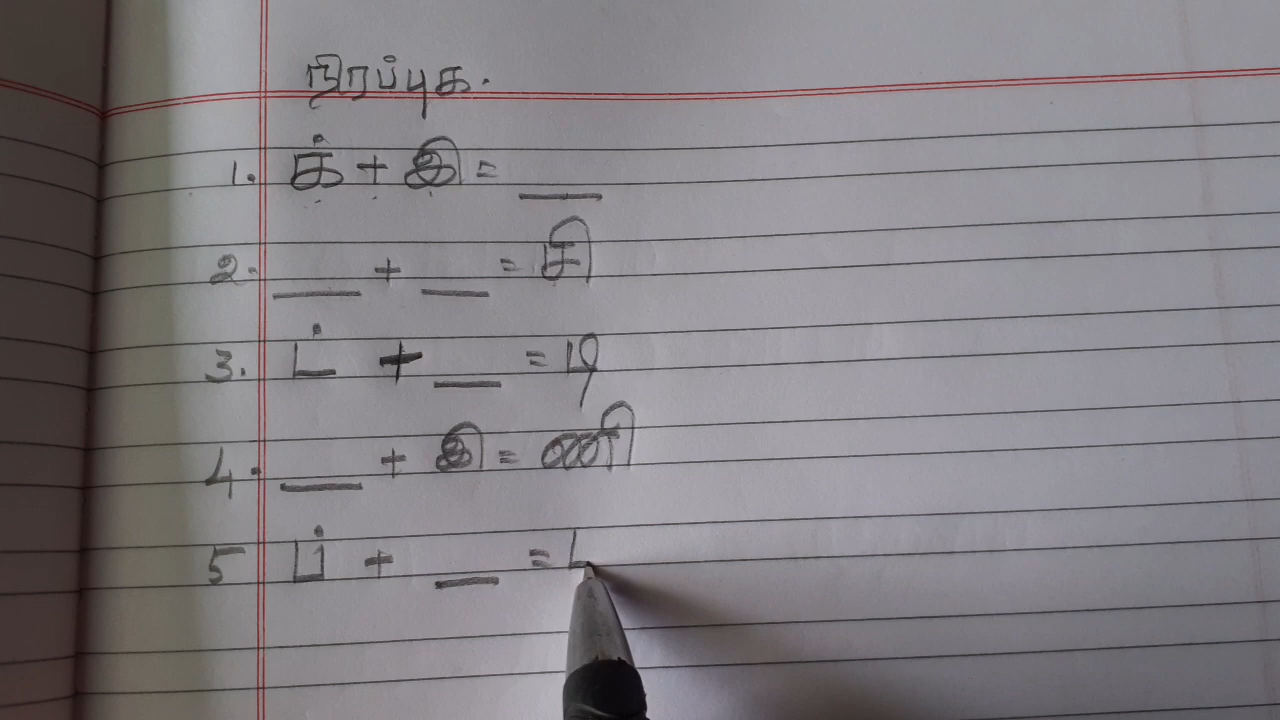 நிரப்புக.
1. க் + இ = ___
2. ___ + ___ = சி
3. ட் + ___ = டி
4. ___ + இ = ணி
5 ப் + ___ =